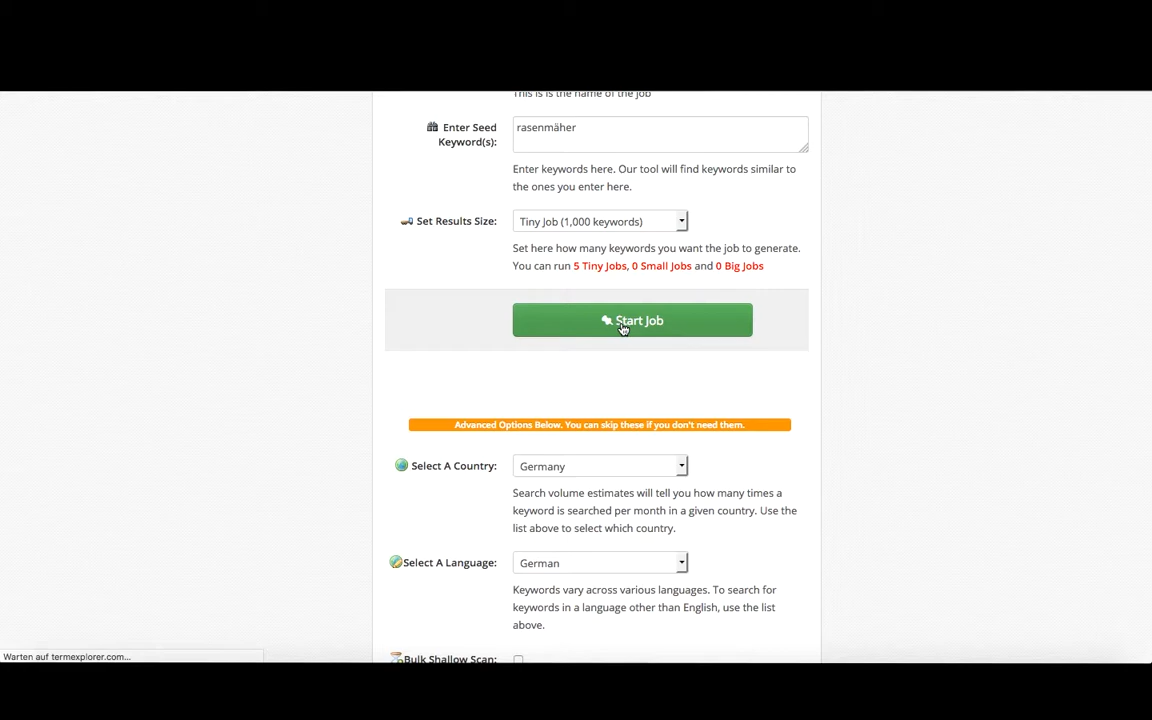 This is is the name of the job
Enter Seed
Keyword(s):
rasenmäher
Enter keywords here. Our tool will find keywords similar to
the ones you enter here.
Set Results Size:
Tiny Job (1,000 keywords)
Set here how many keywords you want the job to generate.
You can run 5 Tiny Jobs, 0 Small Jobs and 0 Big Jobs
Start Job
Advanced Options Below. You can skip these if you don't need them.
Select A Country:
Germany
Search volume estimates will tell you how many times a
keyword is searched per month in a given country. Use the
list above to select which country.
Select A Language:
German
Keywords vary across various languages. To search for
keywords in a language other than English, use the list
above.
Bulk Shallow Scan:
Warten auf termexplorer.com...